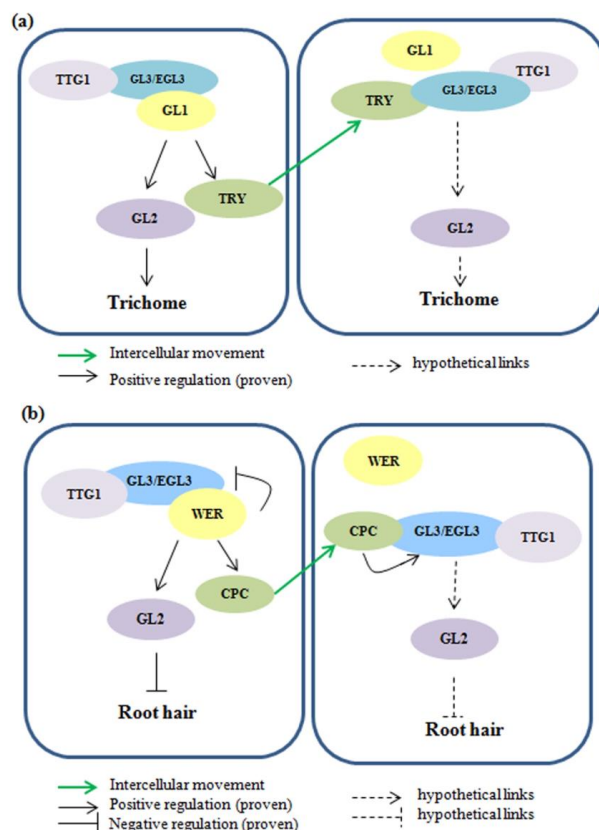 (a)
TTG1
GL3/EGL3
GL1
GL2
TRY
Trichome
GL1
TTG1
GL3/EGL3
TRY
GL2
Trichome
Intercellular movement
Positive regulation (proven)
hypothetical links
(b)
GL3/EGL3
TTG1
WER
GL2
CPC
Root hair
WER
CPC
GL3/EGL3
TTG1
GL2
Root hair
Intercellular movement
Positive regulation (proven)
Negative regulation (proven)
hypothetical links
hypothetical links